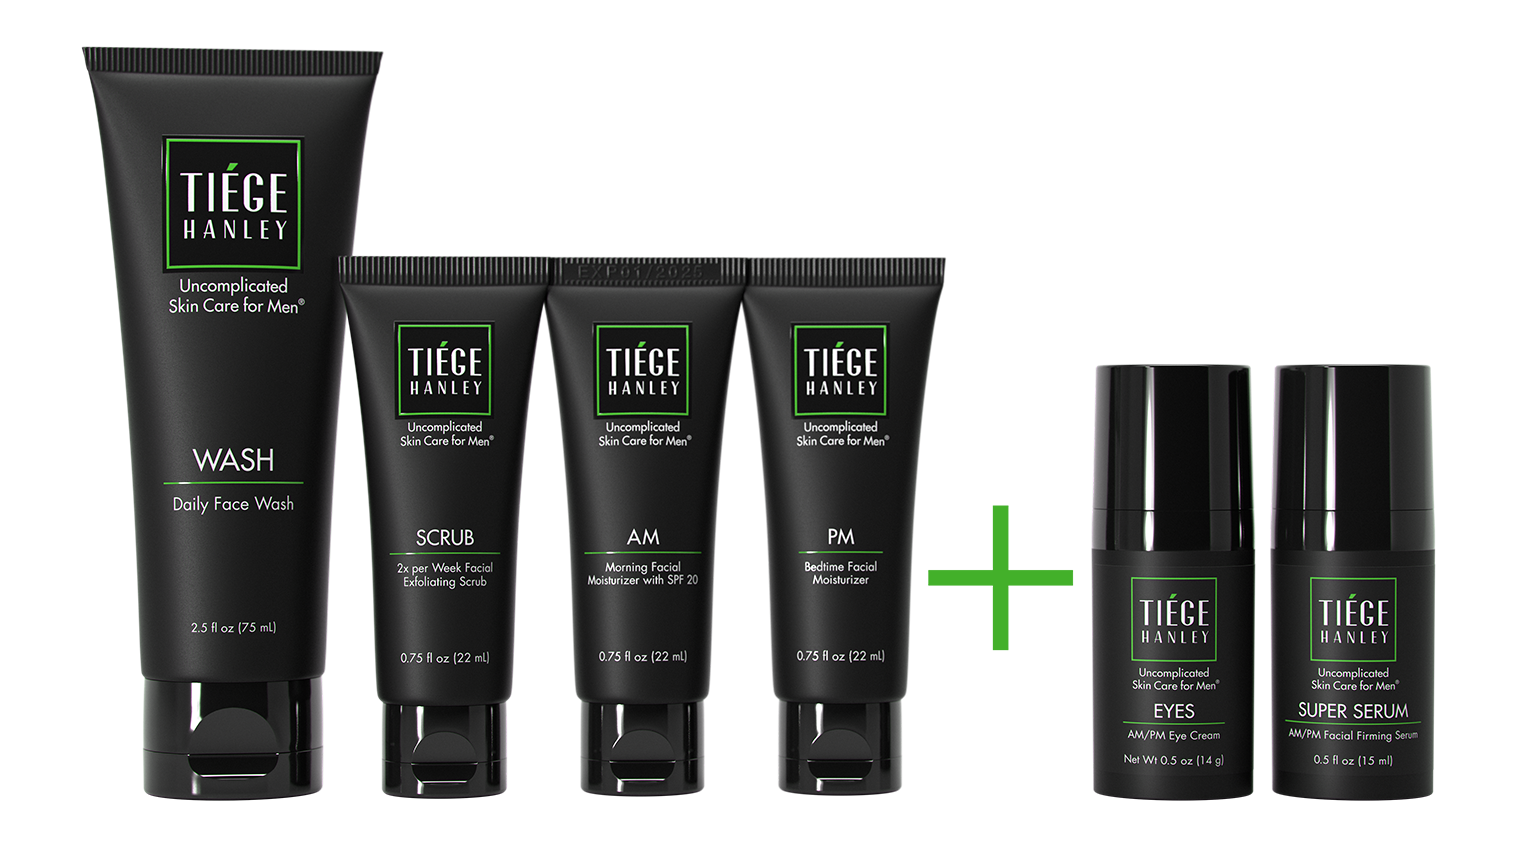 TIÉGE
HANLEY
Uncomplicated
Skin Care for Men®
WASH
Daily Face Wash
2.5 fl oz (75 mL)
TIÉGE
HANLEY
Uncomplicated
Skin Care for Men®
SCRUB
2x per Week Facial
Exfoliating Scrub
0.75 fl oz (22 mL)
EXP01/2025
TIÉGE
HANLEY
Uncomplicated
Skin Care for Men®
AM
Morning Facial
Moisturizer with SPF 20
0.75 fl oz (22 mL)
TIÉGE
HANLEY
Uncomplicated
Skin Care for Men®
PM
Bedtime Facial
Moisturizer
0.75 fl oz (22 mL)
+
TIÉGE
HANLEY
Uncomplicated
Skin Care for Men®
EYES
AM/PM Eye Cream
Net Wt 0.5 oz (14 g)
TIÉGE
HANLEY
Uncomplicated
Skin Care for Men®
SUPER SERUM
AM/PM Facial Firming Serum
0.5 fl oz (15 ml)